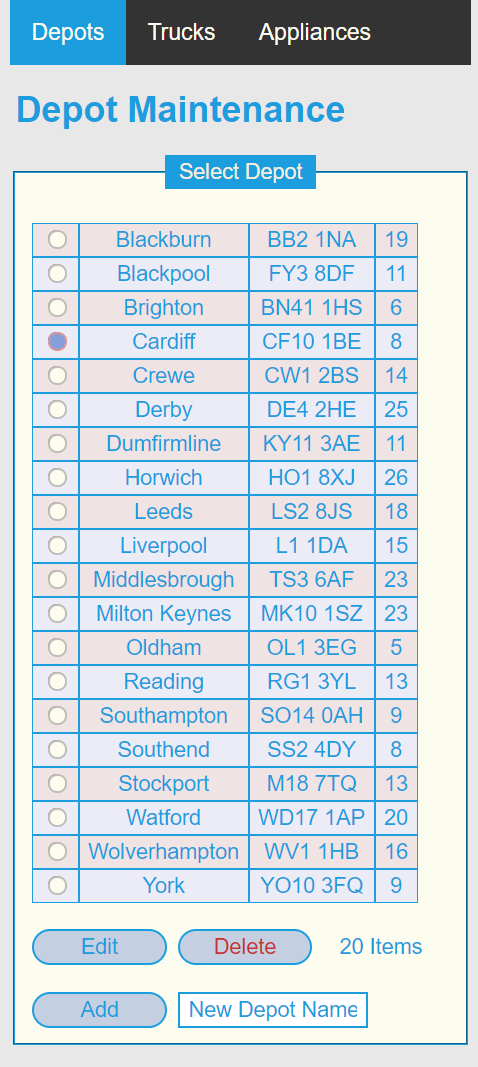 Depots Trucks Appliances
Depot Maintenance
Select Depot
Blackburn BB2 1NA 19
Blackpool FY3 8DF 11
Brighton BN41 1HS 6
Cardiff CF10 1BE 8
Crewe CW1 2BS 14
Derby DE4 2HE 25
Dumfirmline KY11 3AE 11
Horwich HO1 8XJ 26
Leeds LS2 8JS 18
Liverpool L1 1DA 15
Middlesbrough TS3 6AF 23
Milton Keynes MK10 1SZ 23
Oldham OL1 3EG 5
Reading RG1 3YL 13
Southampton SO14 0AH 9
Southend SS2 4DY 8
Stockport M18 7TQ 13
Watford WD17 1AP 20
Wolverhampton WV1 1HB 16
York YO10 3FQ 9
Edit Delete 20 Items
Add New Depot Name